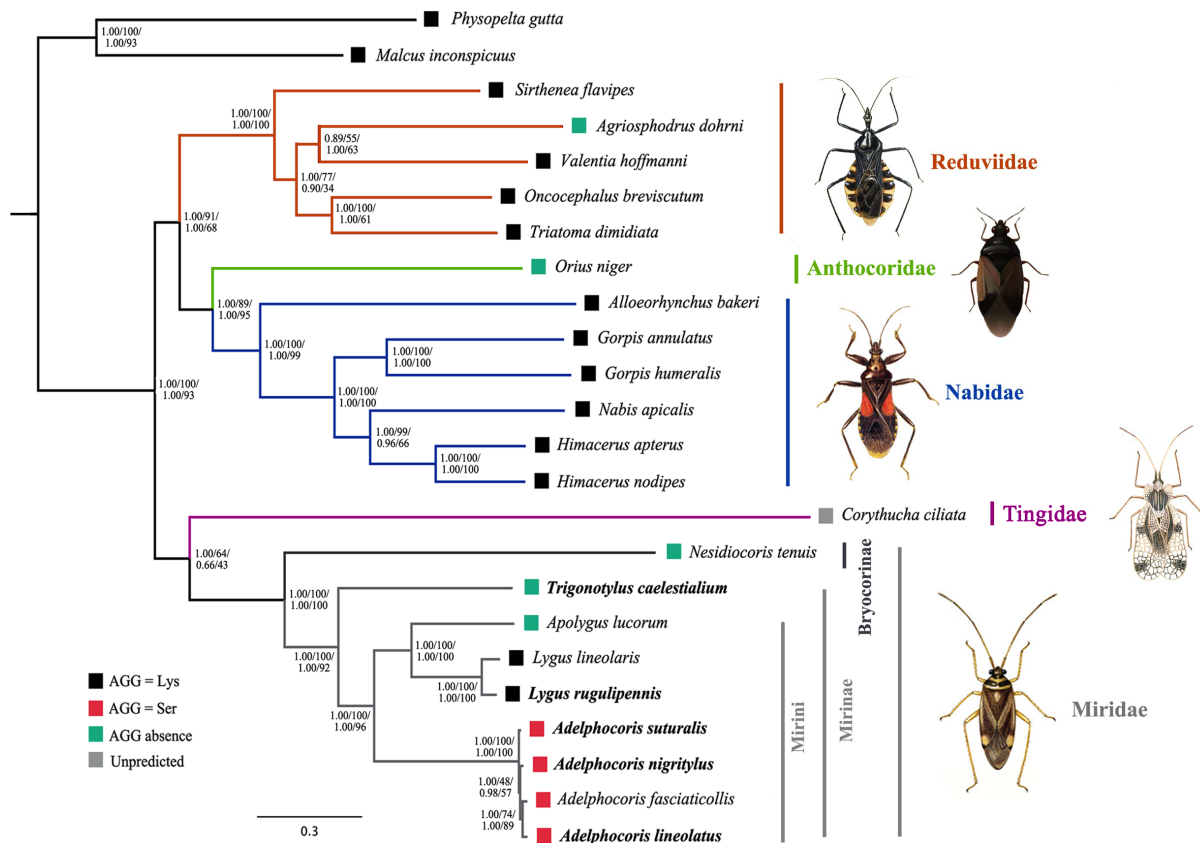 1.00/100/
1.00/93
Physopelta gutta
Malcus inconspicuus
1.00/100/
1.00/100
Sirthenea flavipes
0.89/55/
1.00/63
Agriosphodrus dohrni
Valentia hoffmanni
1.00/77/
0.90/34
Oncocephalus breviscutum
1.00/100/
1.00/61
Triatoma dimidiata
Reduviidae
1.00/91/
1.00/68
Orius niger
Anthocoridae
1.00/89/
1.00/95
Alloeorhynchus bakeri
1.00/100/
1.00/99
Gorpis annulatus
1.00/100/
1.00/100
Gorpis humeralis
1.00/100/
1.00/100
Nabis apicalis
1.00/99/
0.96/66
Himacerus apterus
1.00/100/
1.00/100
Himacerus nodipes
Nabidae
1.00/100/
1.00/93
Corythucha ciliata
Tingidae
1.00/64/
0.66/43
Nesidiocoris tenuis
Bryocorinae
1.00/100/
1.00/100
Trigonotylus caelestialium
1.00/100/
1.00/92
Apolygus lucorum
1.00/100/
1.00/100
Lygus lineolaris
1.00/100/
1.00/100
Lygus rugulipennis
1.00/100/
1.00/96
Adelphocoris suturalis
1.00/100/
1.00/100
Adelphocoris nigritylus
1.00/48/
0.98/57
Adelphocoris fasciaticollis
1.00/74/
1.00/89
Adelphocoris lineolatus
Mirini
Mirinae
Miridae
AGG = Lys
AGG = Ser
AGG absence
Unpredicted
0.3